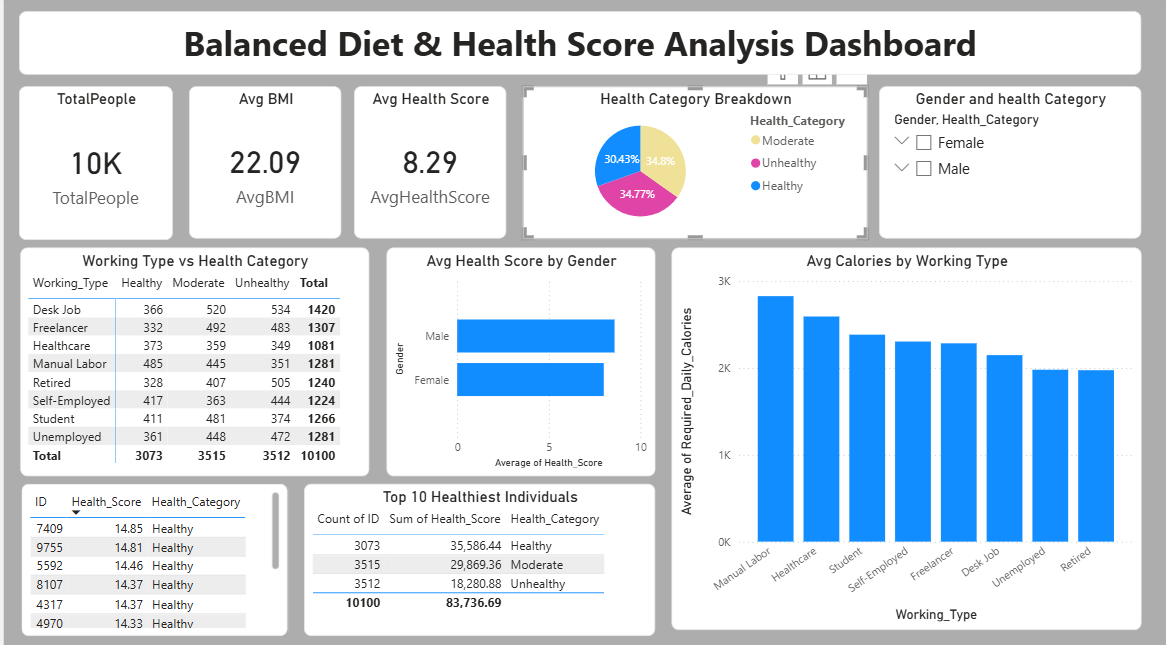 Balanced Diet & Health Score Analysis Dashboard
TotalPeople
10K
TotalPeople
Avg BMI
22.09
AvgBMI
Avg Health Score
8.29
AvgHealthScore
Health Category Breakdown
30.43%
34.8%
34.77%
Health_Category
Moderate
Unhealthy
Healthy
Gender and health Category
Gender, Health_Category
Female
Male
Working Type vs Health Category
Working_Type Healthy Moderate Unhealthy Total
Desk Job 366 520 534 1420
Freelancer 332 492 483 1307
Healthcare 373 359 349 1081
Manual Labor 485 445 351 1281
Retired 328 407 505 1240
Self-Employed 417 363 444 1224
Student 411 481 374 1266
Unemployed 361 448 472 1281
Total 3073 3515 3512 10100
Avg Health Score by Gender
Gender
Male
Female
0 5 10
Average of Health_Score
Avg Calories by Working Type
Average of Required_Daily_Calories
3K
2K
1K
0K
Manual Labor
Healthcare
Student
Self-Employed
Freelancer
Desk Job
Unemployed
Retired
Working_Type
ID Health_Score Health_Category
7409 14.85 Healthy
9755 14.81 Healthy
5592 14.46 Healthy
8107 14.37 Healthy
4317 14.37 Healthy
4970 14.33 Healthy
Top 10 Healthiest Individuals
Count of ID Sum of Health_Score Health_Category
3073 35,586.44 Healthy
3515 29,869.36 Moderate
3512 18,280.88 Unhealthy
10100 83,736.69